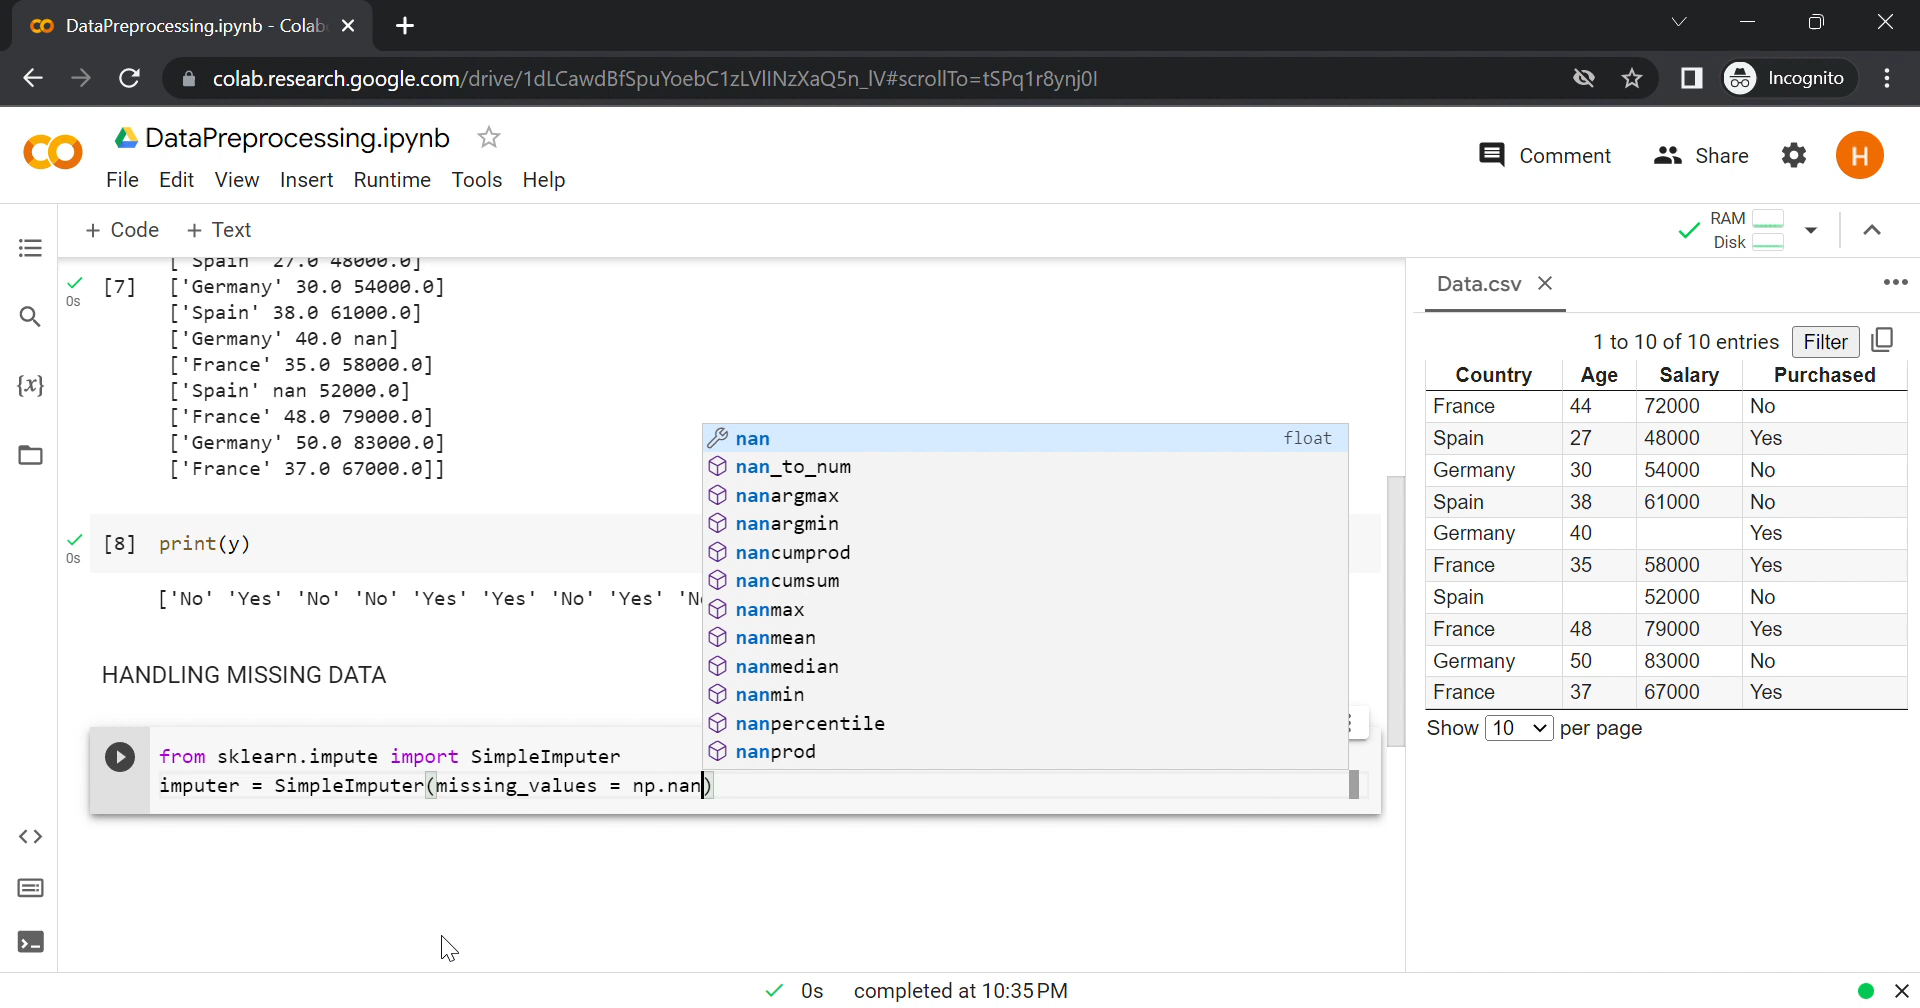 DataPreprocessing.ipynb - Colab
colab.research.google.com/drive/1dLCawdBfSpuYoebC1zLVlINzXaQ5n_lV#scrollTo=tSPq1r8ynj0I
Incognito
DataPreprocessing.ipynb
Comment
Share
H
File Edit View Insert Runtime Tools Help
+ Code + Text
RAM
Disk
['Spain' 27.0 48000.0]
[7] ['Germany' 30.0 54000.0]
0s
['Spain' 38.0 61000.0]
['Germany' 40.0 nan]
['France' 35.0 58000.0]
['Spain' nan 52000.0]
['France' 48.0 79000.0]
['Germany' 50.0 83000.0]
['France' 37.0 67000.0]]
[8] print(y)
0s
['No' 'Yes' 'No' 'No' 'Yes' 'Yes' 'No' 'Yes' 'N
HANDLING MISSING DATA
from sklearn.impute import SimpleImputer
imputer = SimpleImputer(missing_values = np.nan)
nan float
nan_to_num
nanargmax
nanargmin
nancumprod
nancumsum
nanmax
nanmean
nanmedian
nanmin
nanpercentile
nanprod
Data.csv
1 to 10 of 10 entries Filter
Country Age Salary Purchased
France 44 72000 No
Spain 27 48000 Yes
Germany 30 54000 No
Spain 38 61000 No
Germany 40 Yes
France 35 58000 Yes
Spain 52000 No
France 48 79000 Yes
Germany 50 83000 No
France 37 67000 Yes
Show 10 per page
0s completed at 10:35 PM